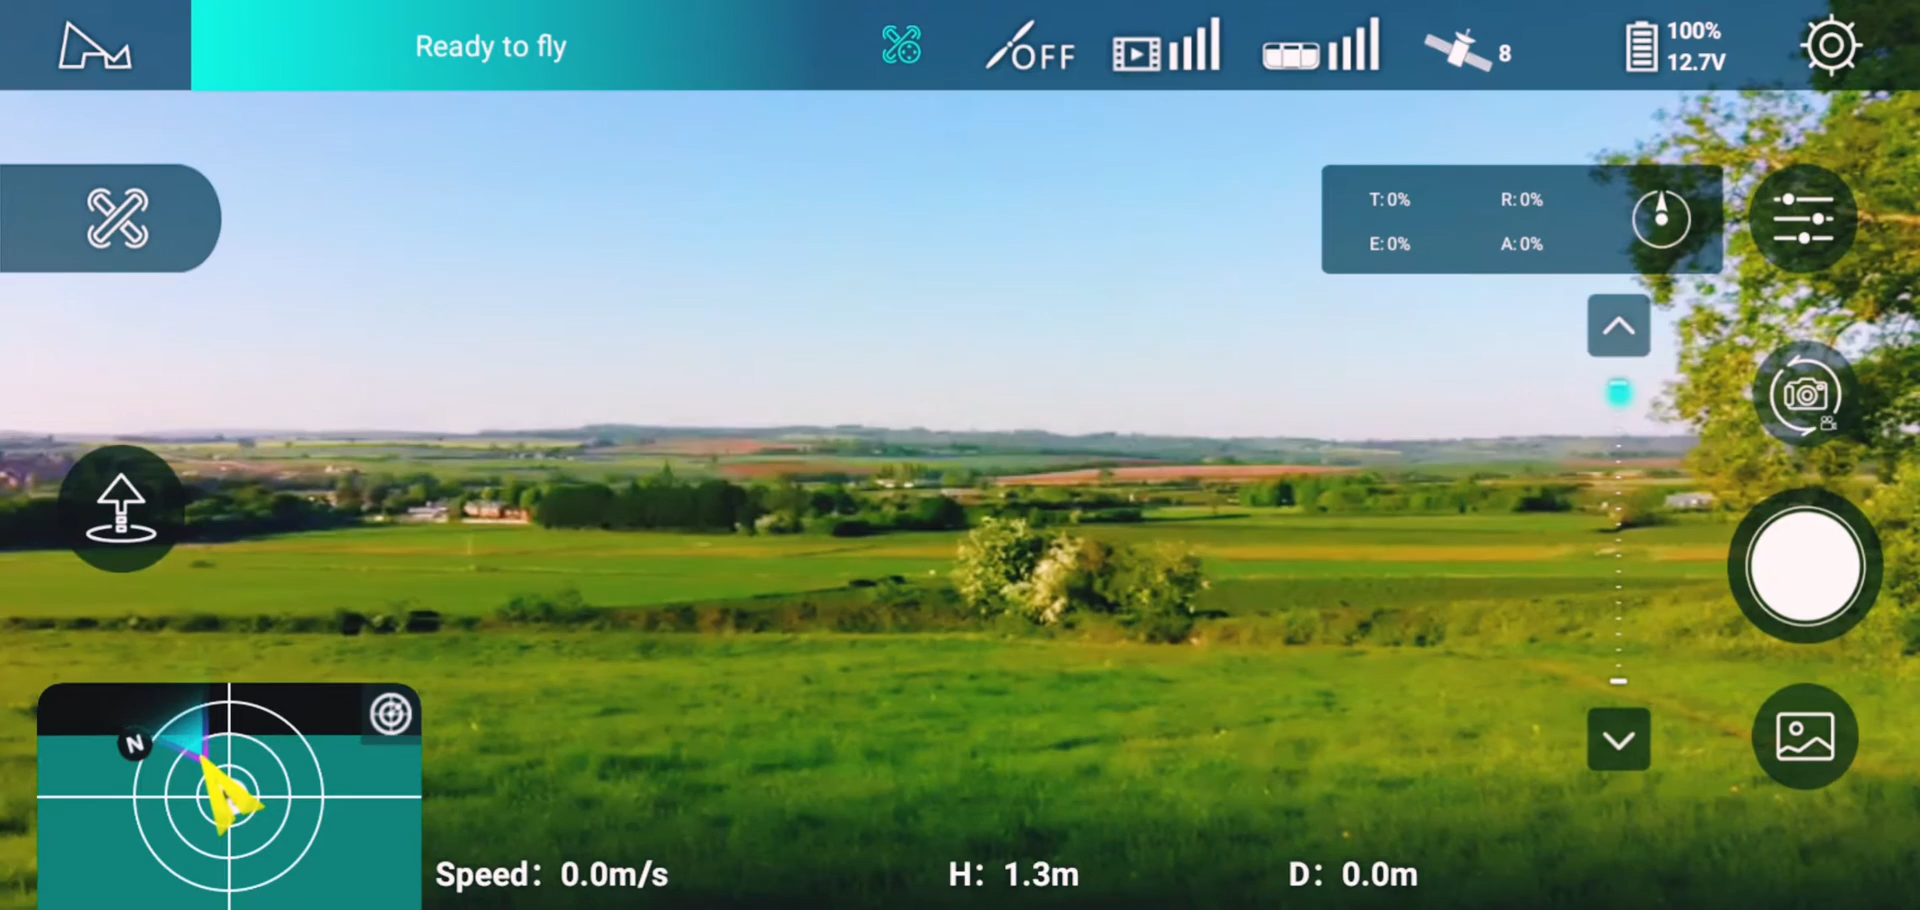 Ready to fly
OFF
8
100%
12.7V
T:0% R:0%
E:0% A:0%
N
Speed: 0.0m/s H: 1.3m D: 0.0m